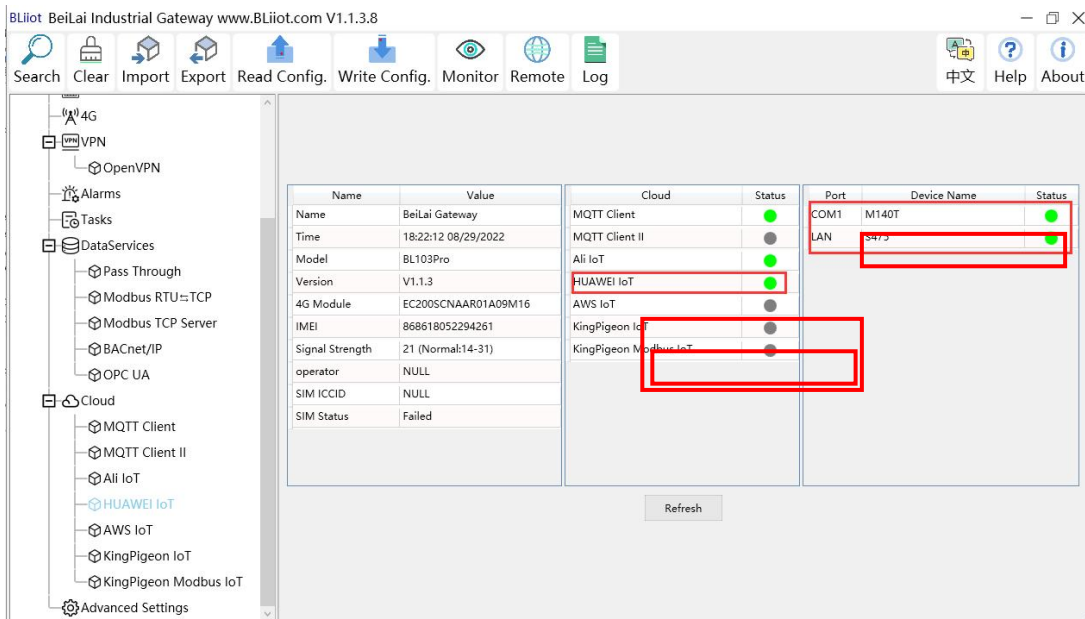 BLiiot BeiLai Industrial Gateway www.BLiiot.com V1.1.3.8
Search Clear Import Export Read Config. Write Config. Monitor Remote Log 中文 Help About
4G
VPN VPN
OpenVPN
Alarms
Tasks
DataServices
Pass Through
Modbus RTU⇆TCP
Modbus TCP Server
BACnet/IP
OPC UA
Cloud
MQTT Client
MQTT Client II
Ali IoT
HUAWEI IoT
AWS IoT
KingPigeon IoT
KingPigeon Modbus IoT
Advanced Settings
Name Value
Name BeiLai Gateway
Time 18:22:12 08/29/2022
Model BL103Pro
Version V1.1.3
4G Module EC200SCNAAR01A09M16
IMEI 868618052294261
Signal Strength 21 (Normal:14-31)
operator NULL
SIM ICCID NULL
SIM Status Failed
Cloud Status
MQTT Client
MQTT Client II
Ali IoT
HUAWEI IoT
AWS IoT
KingPigeon IoT
KingPigeon Modbus IoT
Port Device Name Status
COM1 M140T
LAN S475
Refresh